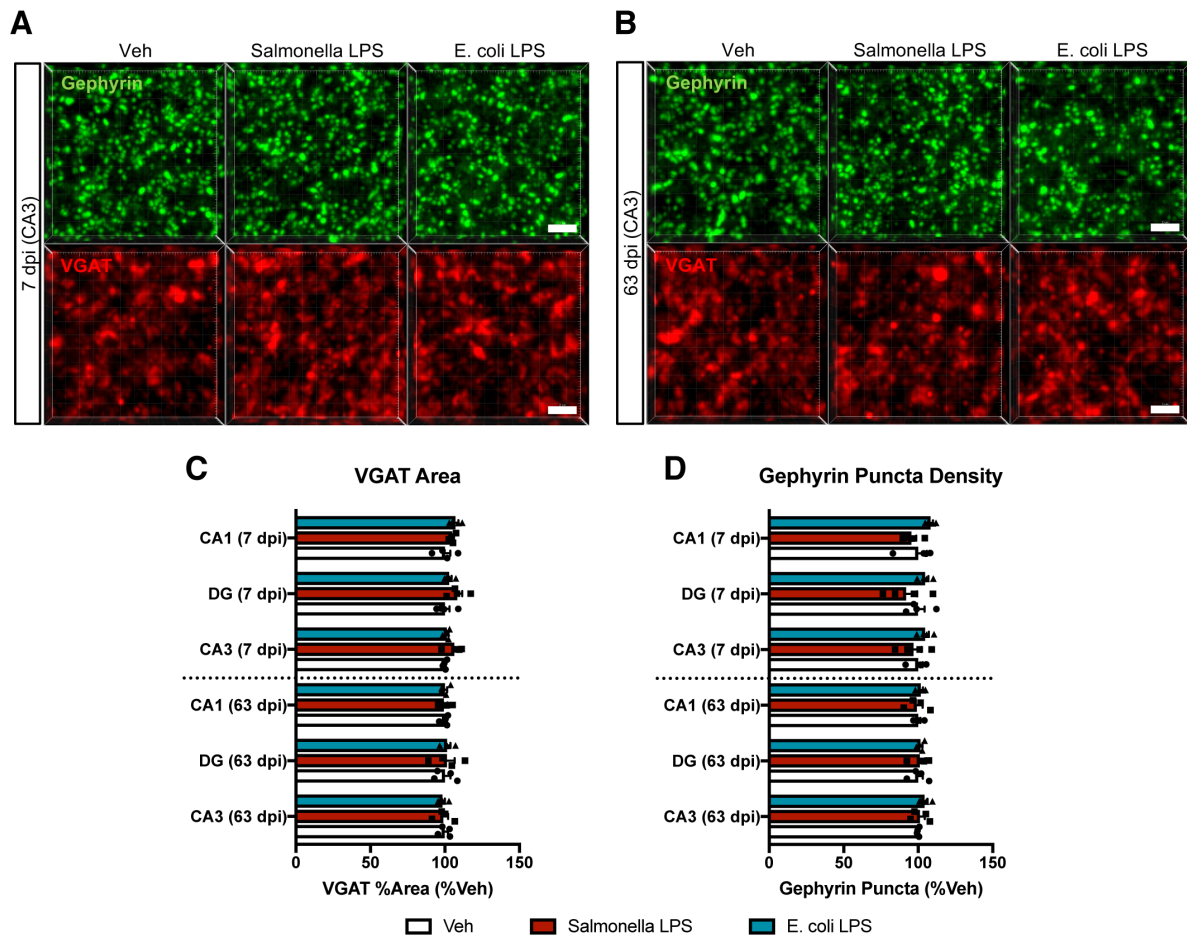 A
Veh Salmonella LPS E. coli LPS
7 dpi (CA3)
Gephyrin
VGAT
B
Veh Salmonella LPS E. coli LPS
63 dpi (CA3)
Gephyrin
VGAT
C
VGAT Area
CA1 (7 dpi)
DG (7 dpi)
CA3 (7 dpi)
CA1 (63 dpi)
DG (63 dpi)
CA3 (63 dpi)
0 50 100 150
VGAT %Area (%Veh)
D
Gephyrin Puncta Density
CA1 (7 dpi)
DG (7 dpi)
CA3 (7 dpi)
CA1 (63 dpi)
DG (63 dpi)
CA3 (63 dpi)
0 50 100 150
Gephyrin Puncta (%Veh)
Veh Salmonella LPS E. coli LPS